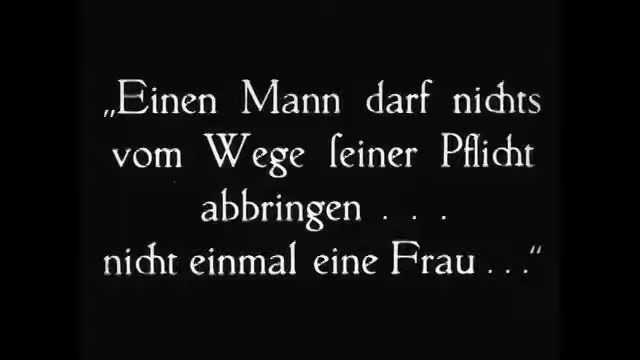 „Einen Mann darf nichts
vom Wege ſeiner Pflicht
abbringen . . .
nicht einmal eine Frau . . .“